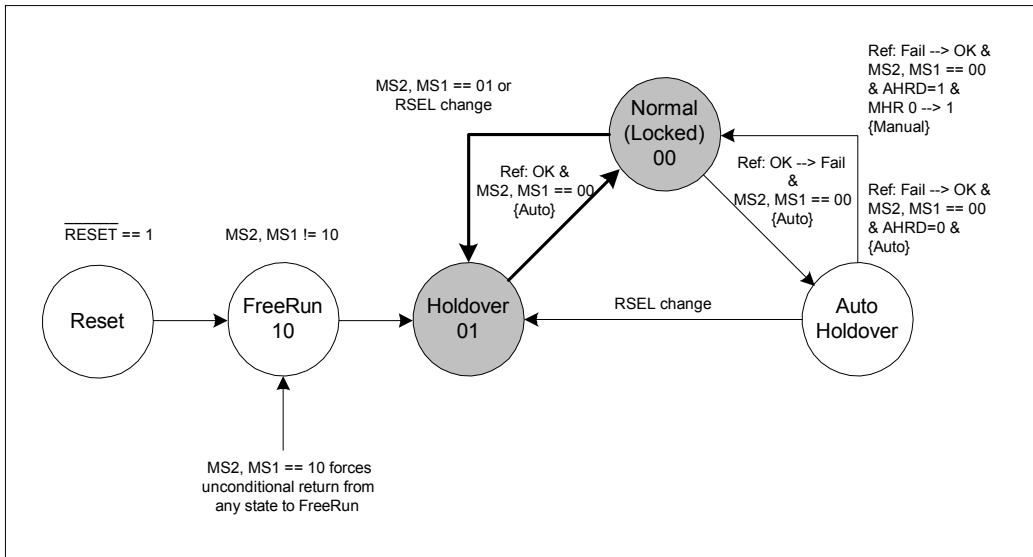 Ref: Fail --> OK &
MS2, MS1 == 00
& AHRD=1 &
MHR 0 --> 1
{Manual}
MS2, MS1 == 01 or
RSEL change
Normal
(Locked)
00
Ref: OK &
MS2, MS1 == 00
{Auto}
Ref: OK --> Fail
&
MS2, MS1 == 00
{Auto}
Ref: Fail --> OK &
MS2, MS1 == 00
& AHRD=0 &
{Auto}
RESET == 1
MS2, MS1 != 10
Reset
FreeRun
10
Holdover
01
RSEL change
Auto
Holdover
MS2, MS1 == 10 forces
unconditional return from
any state to FreeRun